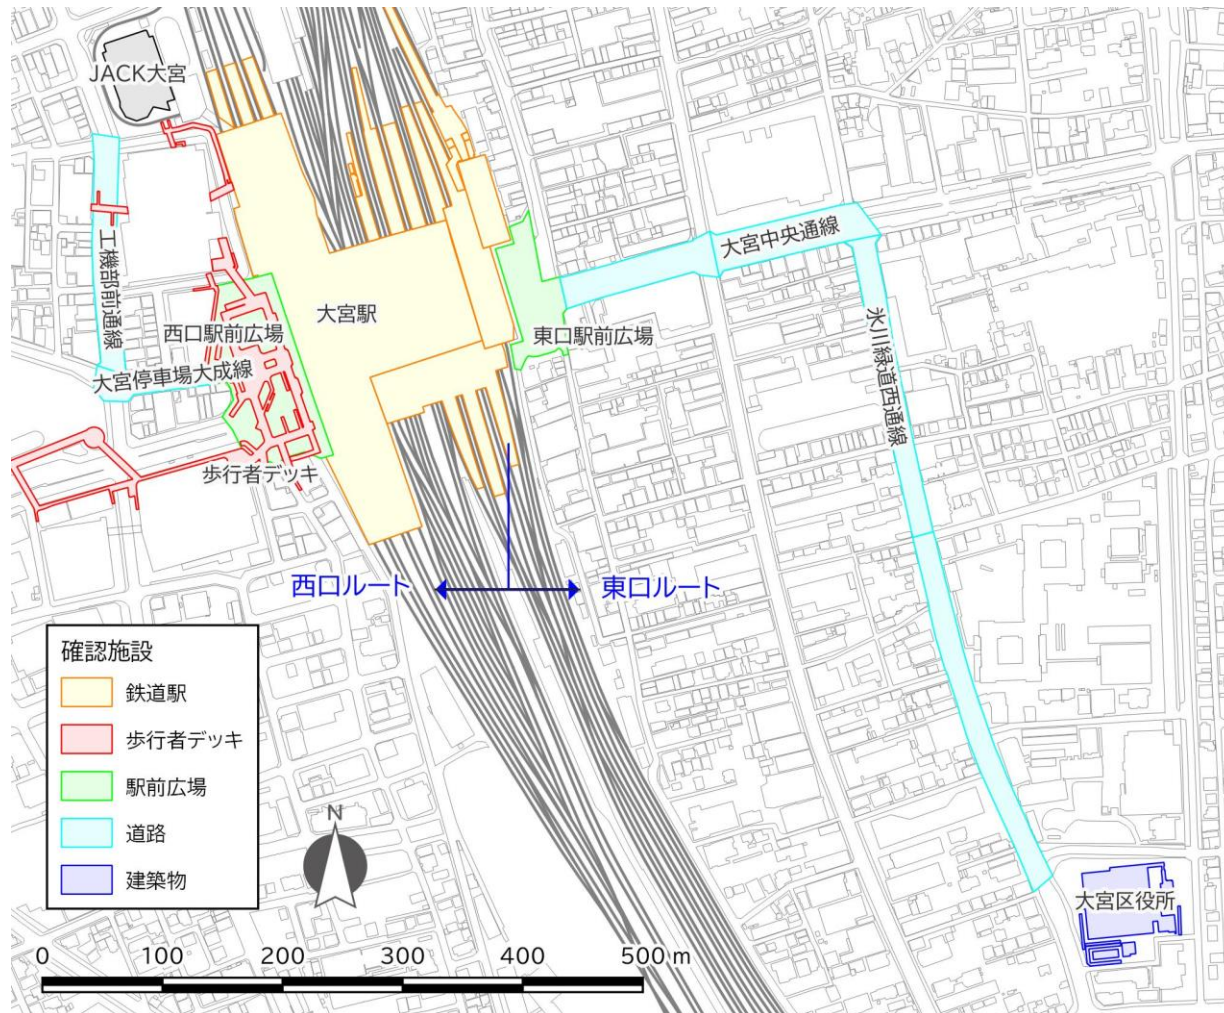 JACK大宮
大宮中央通線
工機部前通線
大宮駅
西口駅前広場
東口駅前広場
氷川緑道西通線
大宮停車場大成線
歩行者デッキ
西口ルート
東口ルート
確認施設
鉄道駅
歩行者デッキ
駅前広場
道路
建築物
N
大宮区役所
0 100 200 300 400 500 m